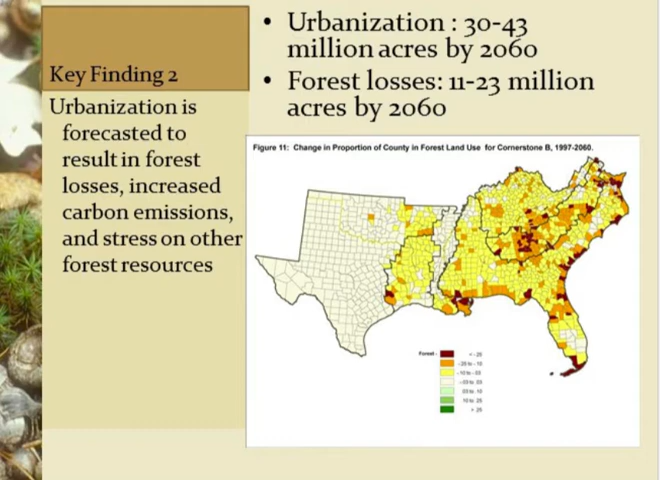 Key Finding 2
Urbanization is
forecasted to
result in forest
losses, increased
carbon emissions,
and stress on other
forest resources
• Urbanization : 30-43
million acres by 2060
• Forest losses: 11-23 million
acres by 2060
Figure 11: Change in Proportion of County in Forest Land Use for Cornerstone B, 1997-2060.
Forest -